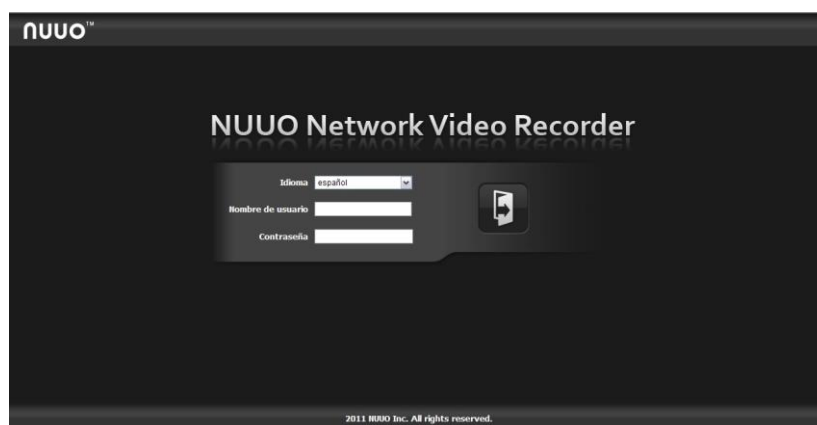 nuuo™
NUUO Network Video Recorder
Idioma español
Nombre de usuario
Contraseña
2011 NUUO Inc. All rights reserved.